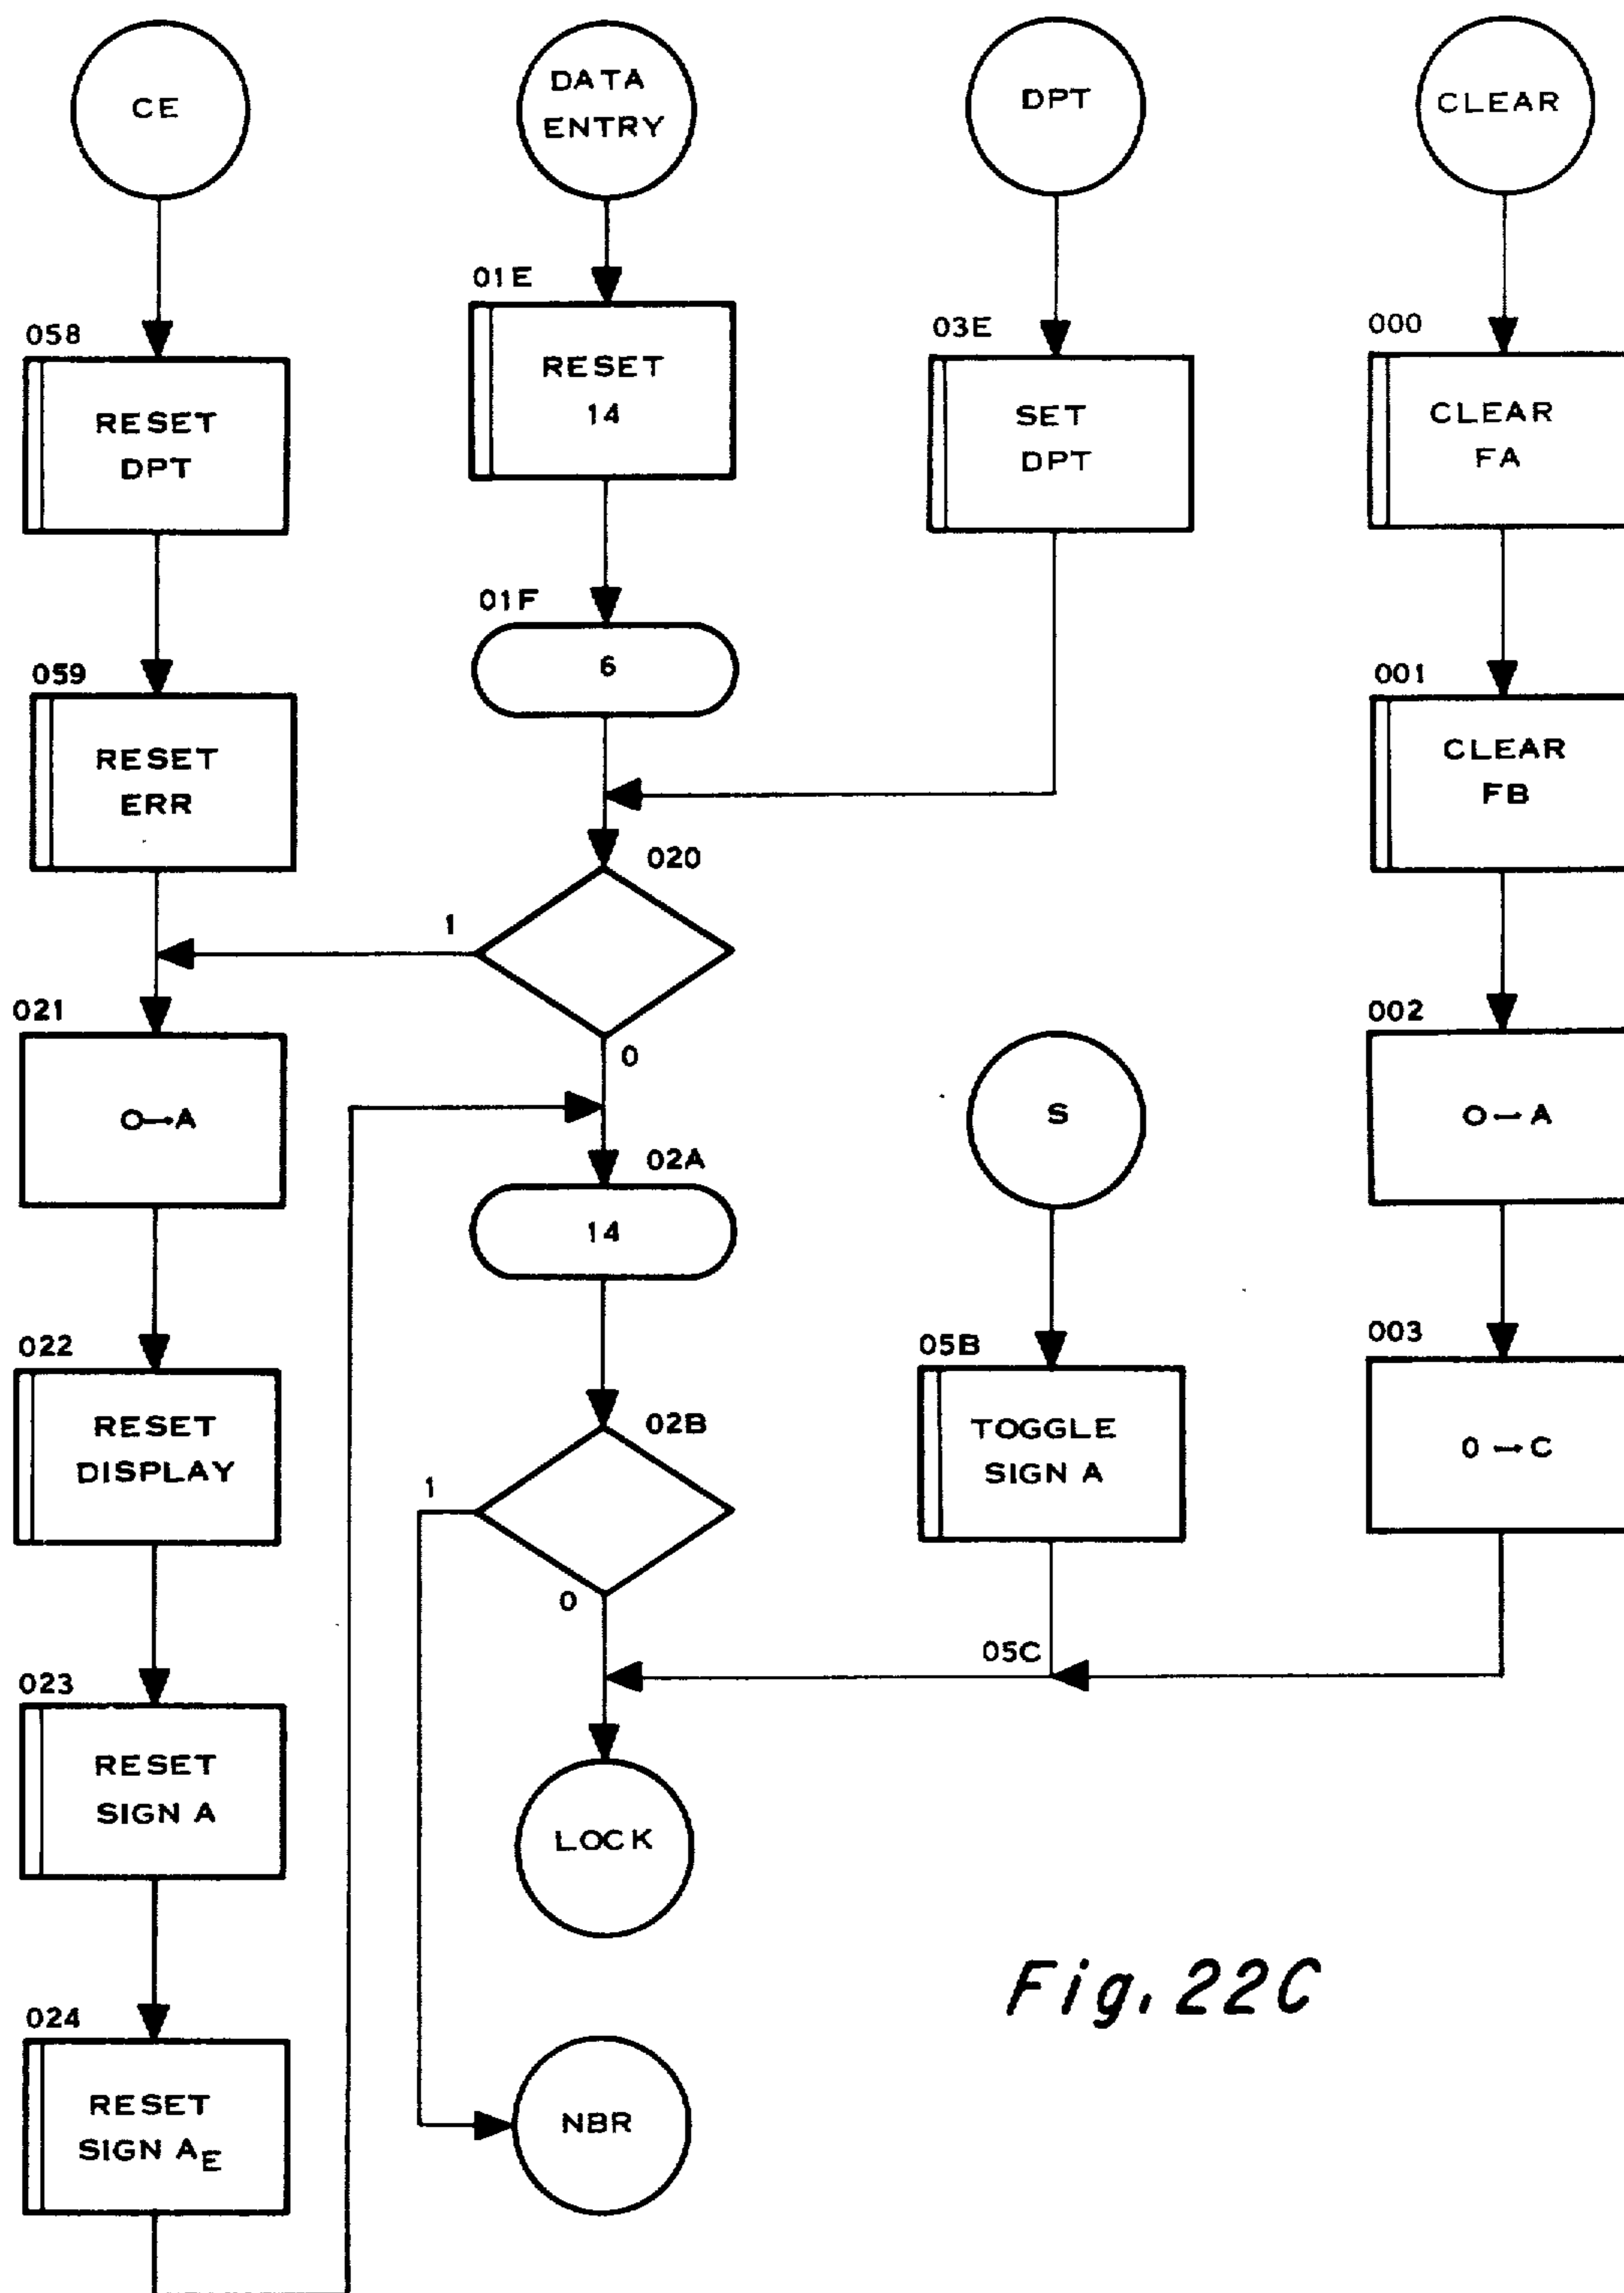 CE
DATA
ENTRY
DPT
CLEAR
058
RESET
DPT
01E
RESET
14
03E
SET
DPT
000
CLEAR
FA
059
RESET
ERR
01F
6
001
CLEAR
FB
020
1
0
021
0→A
022
RESET
DISPLAY
02A
14
S
002
0→A
023
RESET
SIGN A
02B
1
0
05B
TOGGLE
SIGN A
003
0→C
05C
024
RESET
SIGN AE
LOCK
NBR
Fig. 22C